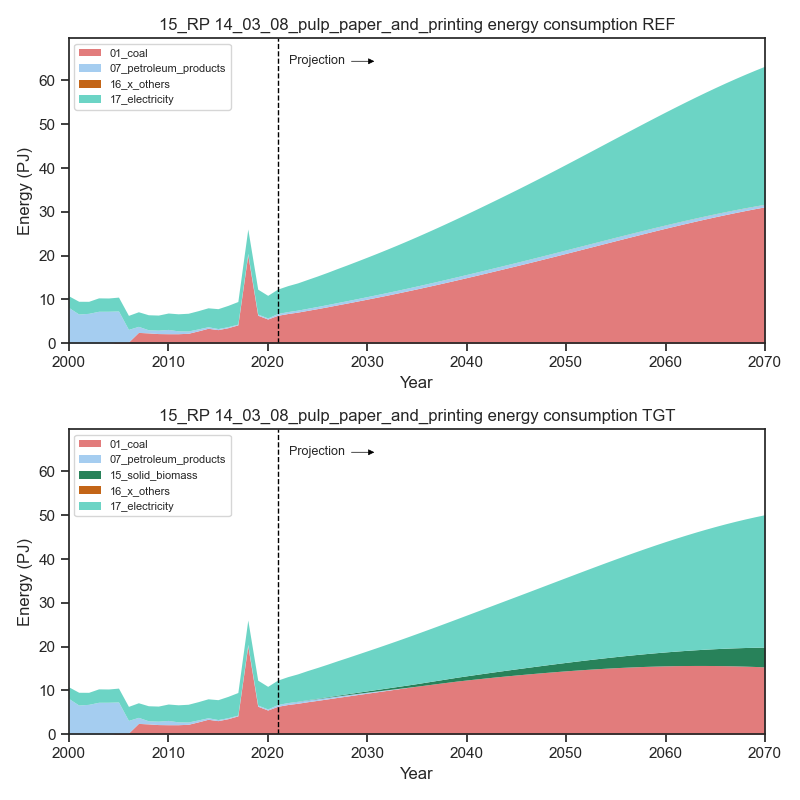 15_RP 14_03_08_pulp_paper_and_printing energy consumption REF
01_coal
07_petroleum_products
16_x_others
17_electricity
Projection
Energy (PJ)
60
50
40
30
20
10
0
2000 2010 2020 2030 2040 2050 2060 2070
Year
15_RP 14_03_08_pulp_paper_and_printing energy consumption TGT
01_coal
07_petroleum_products
15_solid_biomass
16_x_others
17_electricity
Projection
Energy (PJ)
60
50
40
30
20
10
0
2000 2010 2020 2030 2040 2050 2060 2070
Year